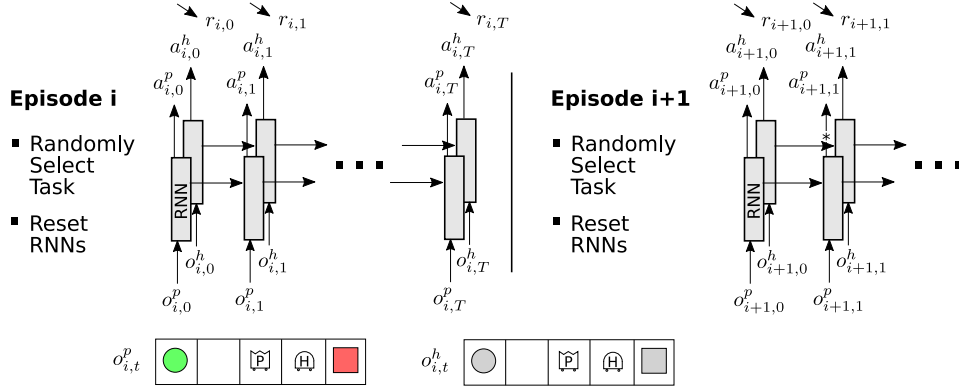 r_{i,0} r_{i,1} r_{i,T} r_{i+1,0} r_{i+1,1}
a^h_{i,0} a^h_{i,1} a^h_{i,T} a^h_{i+1,0} a^h_{i+1,1}
a^p_{i,0} a^p_{i,1} a^p_{i,T} a^p_{i+1,0} a^p_{i+1,1}
Episode i
▪ Randomly
Select
Task
▪ Reset
RNNs
RNN
Episode i+1
▪ Randomly
Select
Task
▪ Reset
RNNs
RNN
*
o^h_{i,0} o^h_{i,1} o^h_{i,T} o^h_{i+1,0} o^h_{i+1,1}
o^p_{i,0} o^p_{i,1} o^p_{i,T} o^p_{i+1,0} o^p_{i+1,1}
o^p_{i,t} P H
o^h_{i,t} P H